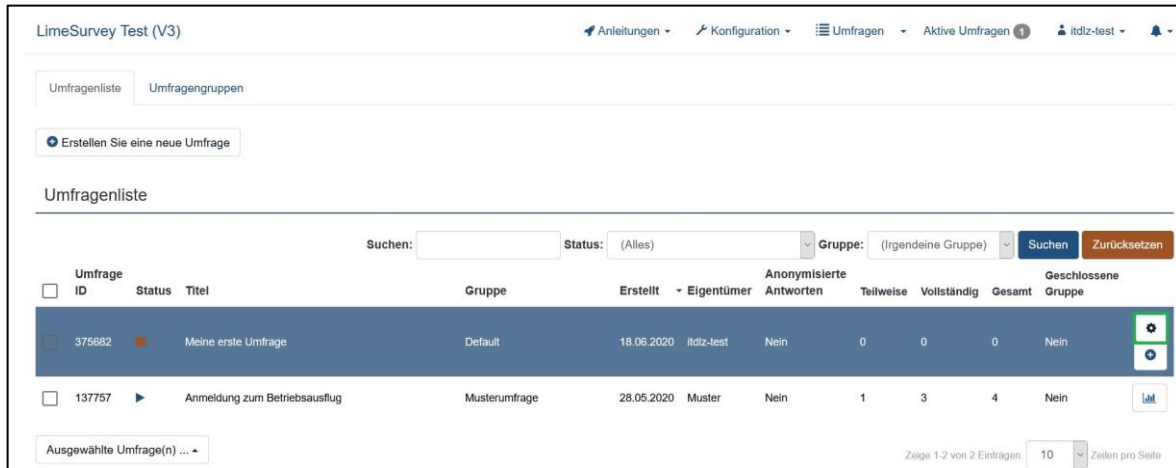 LimeSurvey Test (V3) Anleitungen Konfiguration Umfragen Aktive Umfragen 1 itdlz-test
Umfragenliste Umfragengruppen
Erstellen Sie eine neue Umfrage
Umfragenliste
Suchen: Status: (Alles) Gruppe: (Irgendeine Gruppe) Suchen Zurücksetzen
Umfrage ID Status Titel Gruppe Erstellt Eigentümer Anonymisierte Antworten Teilweise Vollständig Gesamt Geschlossene Gruppe
375682 Meine erste Umfrage Default 18.06.2020 itdlz-test Nein 0 0 0 Nein
137757 Anmeldung zum Betriebsausflug Musterumfrage 28.05.2020 Muster Nein 1 3 4 Nein
Ausgewählte Umfrage(n) ... Zeige 1-2 von 2 Einträgen. 10 Zeilen pro Seite